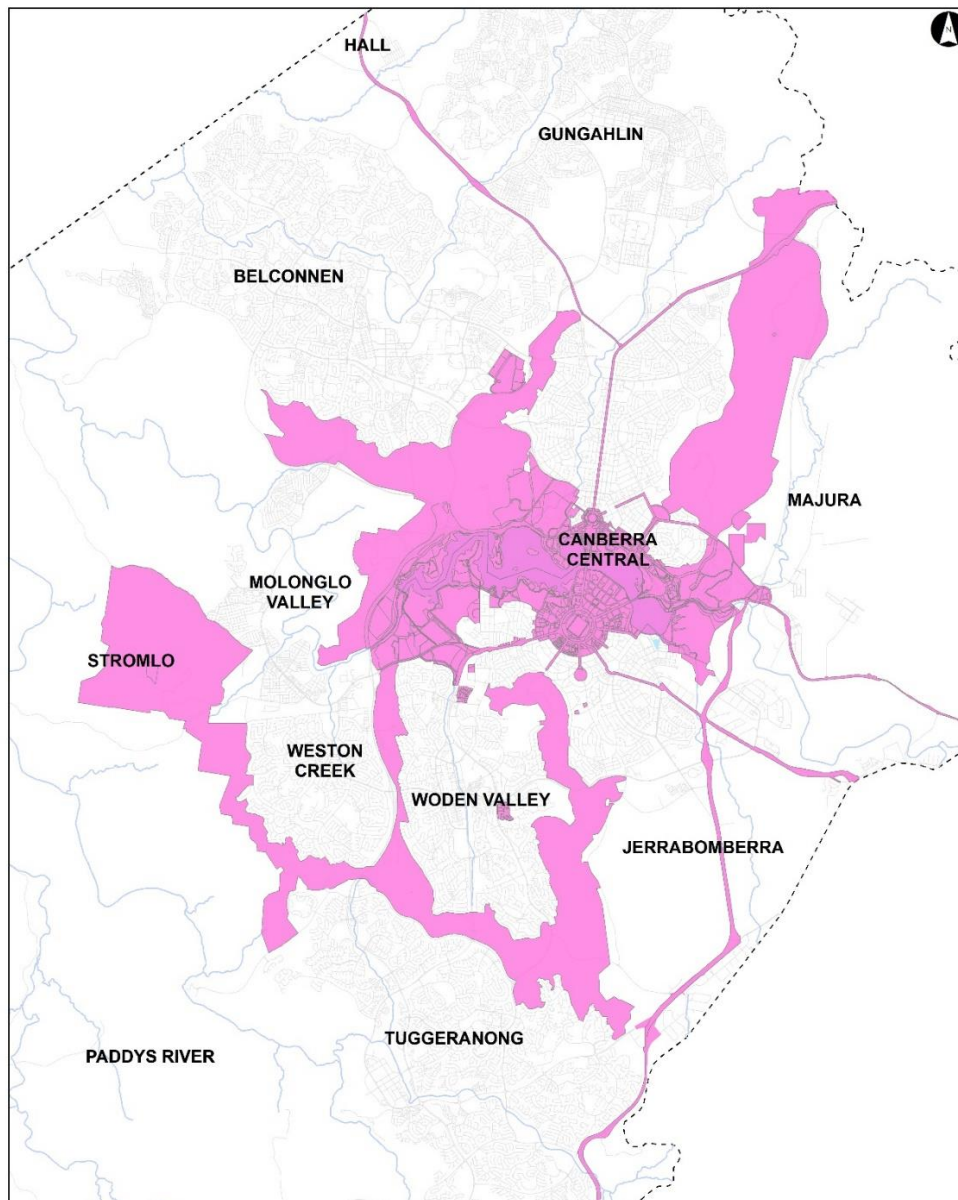 N
HALL
GUNGAHLIN
BELCONNEN
MAJURA
CANBERRA
CENTRAL
MOLONGLO
VALLEY
STROMLO
WESTON
CREEK
WODEN VALLEY
JERRABOMBERRA
TUGGERANONG
PADDYS RIVER